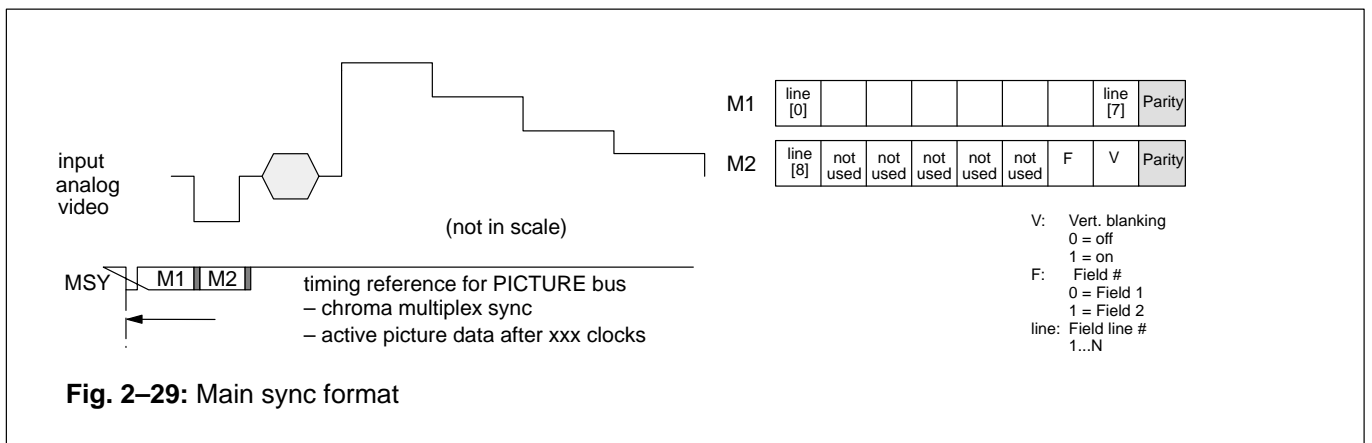 input
analog
video
(not in scale)
MSY
M1
M2
timing reference for PICTURE bus
– chroma multiplex sync
– active picture data after xxx clocks
M1
line
[0]
line
[7]
Parity
M2
line
[8]
not
used
not
used
not
used
not
used
not
used
F
V
Parity
V: Vert. blanking
0 = off
1 = on
F: Field #
0 = Field 1
1 = Field 2
line: Field line #
1...N
Fig. 2–29: Main sync format